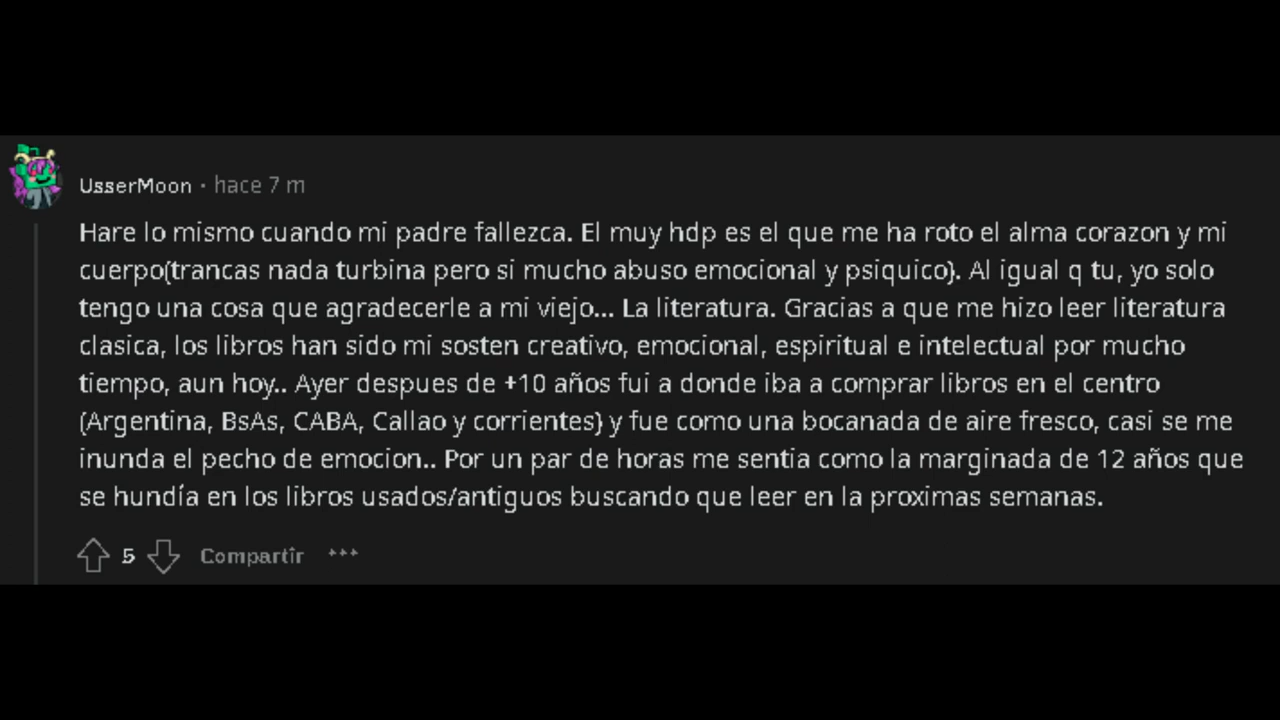 UsserMoon · hace 7 m
Hare lo mismo cuando mi padre fallezca. El muy hdp es el que me ha roto el alma corazon y mi
cuerpo(trancas nada turbina pero si mucho abuso emocional y psiquico). Al igual q tu, yo solo
tengo una cosa que agradecerle a mi viejo... La literatura. Gracias a que me hizo leer literatura
clasica, los libros han sido mi sosten creativo, emocional, espiritual e intelectual por mucho
tiempo, aun hoy.. Ayer despues de +10 años fui a donde iba a comprar libros en el centro
(Argentina, BsAs, CABA, Callao y corrientes) y fue como una bocanada de aire fresco, casi se me
inunda el pecho de emocion.. Por un par de horas me sentia como la marginada de 12 años que
se hundía en los libros usados/antiguos buscando que leer en la proximas semanas.
5 Compartir